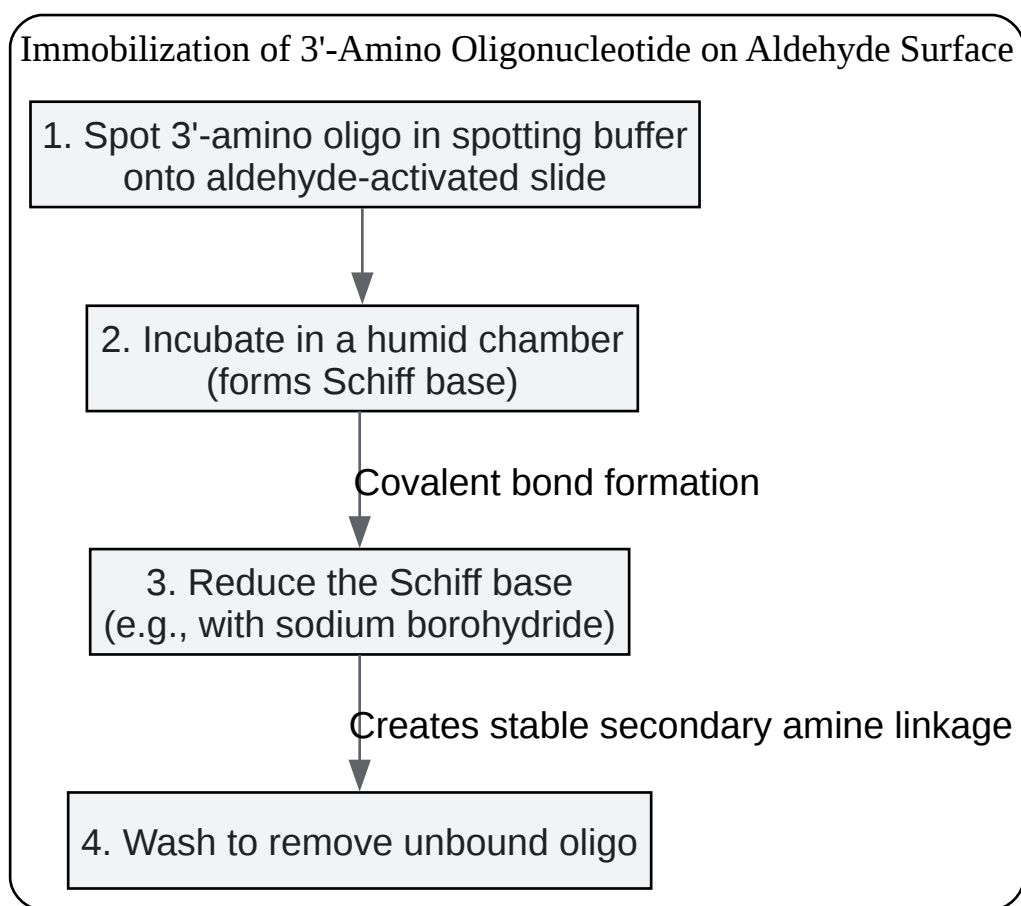 Immobilization of 3'-Amino Oligonucleotide on Aldehyde Surface
1. Spot 3'-amino oligo in spotting buffer
onto aldehyde-activated slide
2. Incubate in a humid chamber
(forms Schiff base)
Covalent bond formation
3. Reduce the Schiff base
(e.g., with sodium borohydride)
Creates stable secondary amine linkage
4. Wash to remove unbound oligo